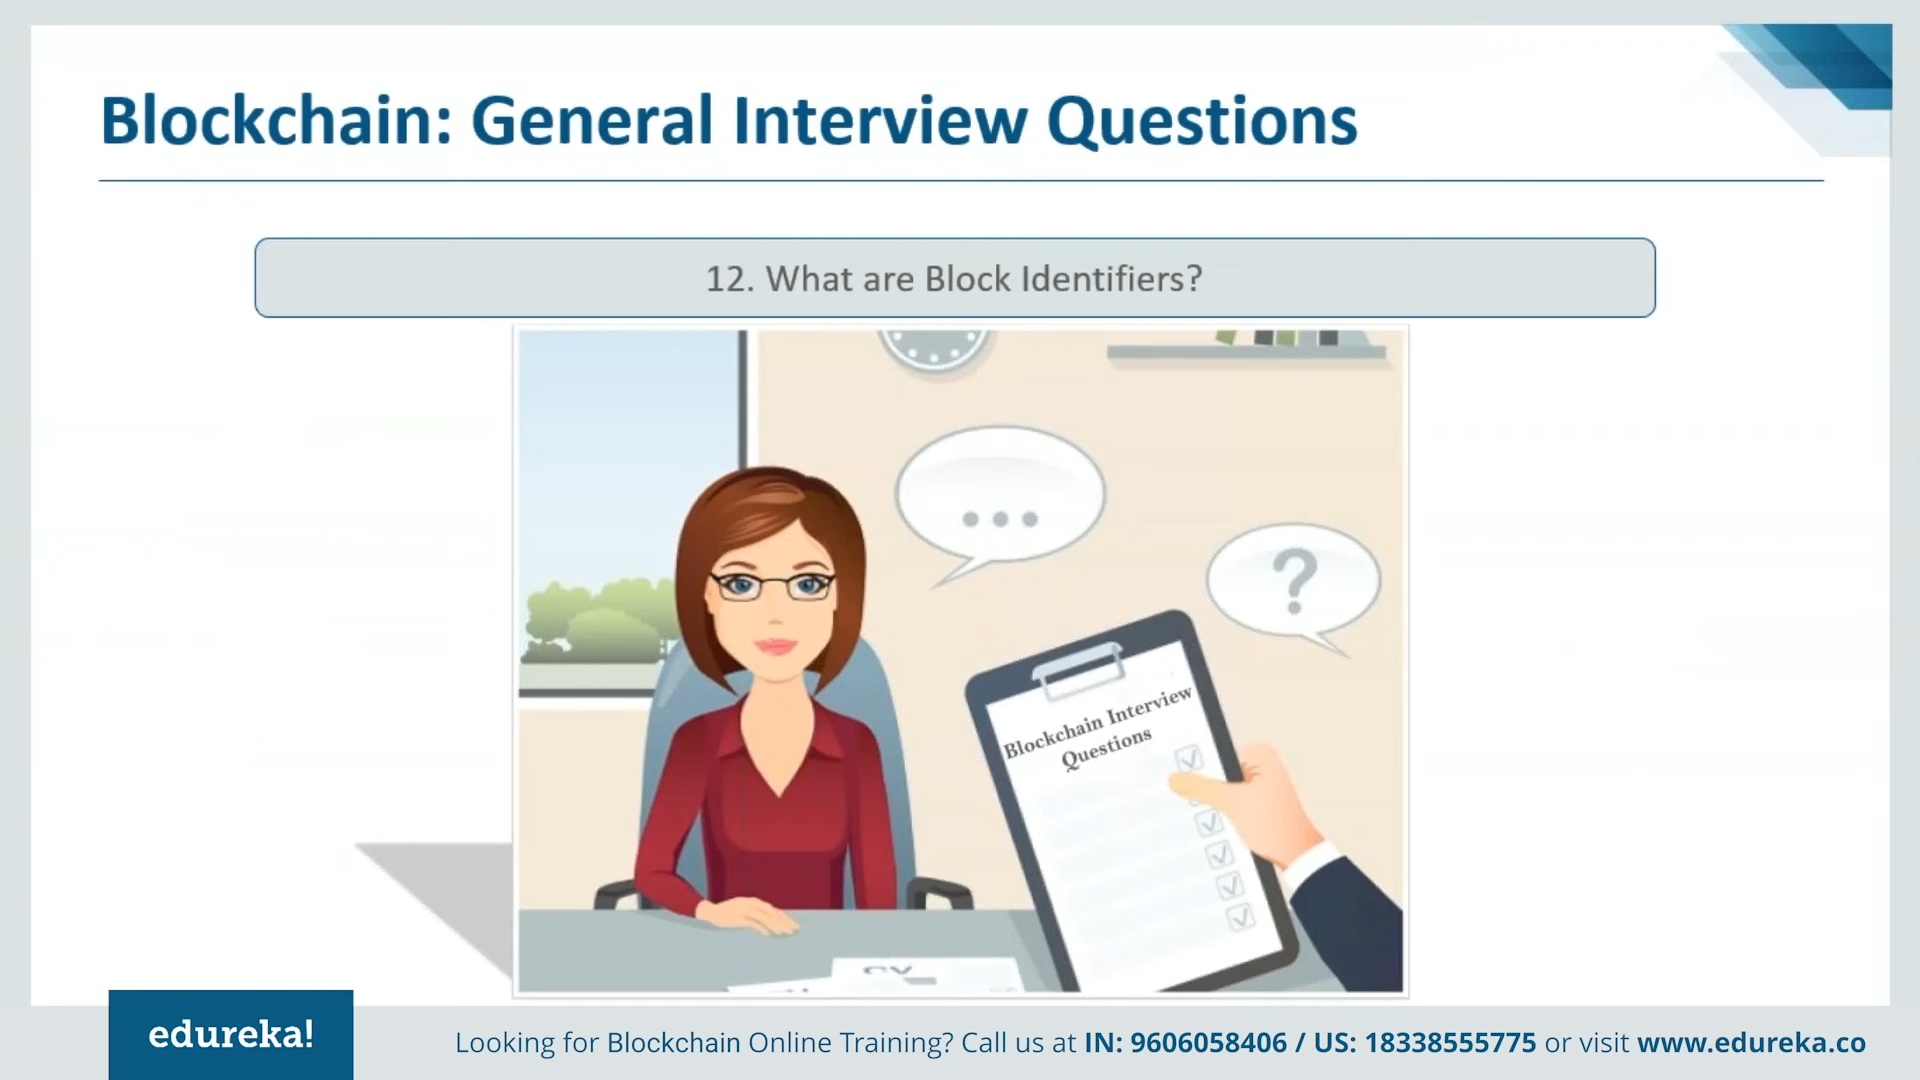 Blockchain: General Interview Questions
12. What are Block Identifiers?
?
Blockchain Interview
Questions
CV
edureka!
Looking for Blockchain Online Training? Call us at IN: 9606058406 / US: 18338555775 or visit www.edureka.co